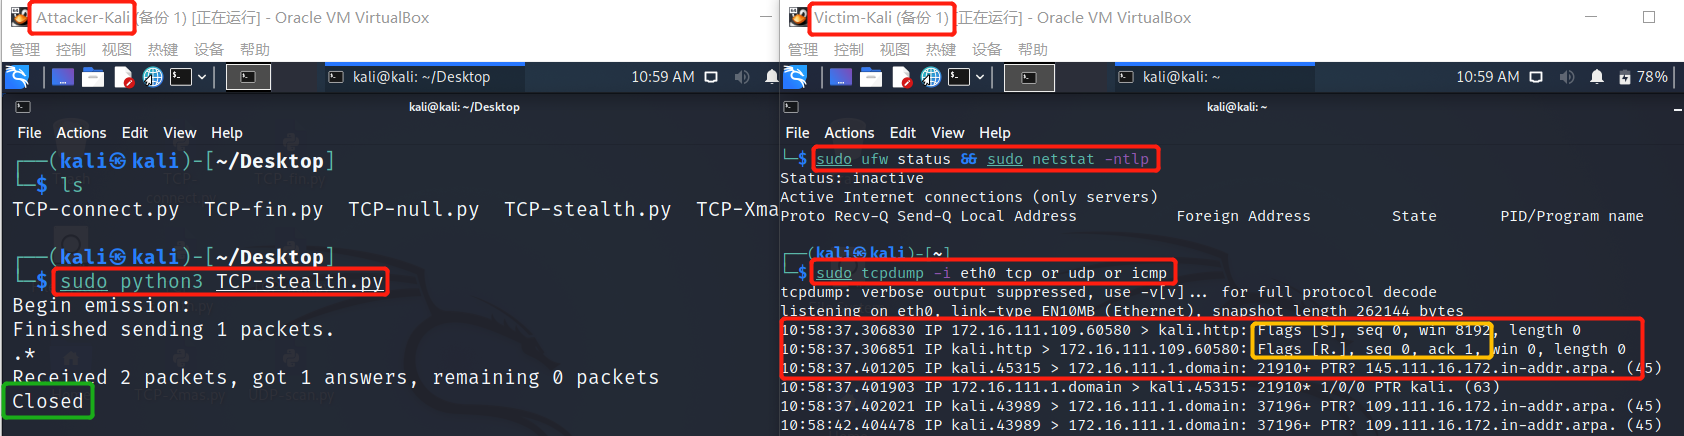 Attacker-Kali (备份 1) [正在运行] - Oracle VM VirtualBox
管理 控制 视图 热键 设备 帮助
kali@kali: ~/Desktop 10:59 AM
kali@kali: ~/Desktop
File Actions Edit View Help
┌──(kali㉿kali)-[~/Desktop]
└─$ ls
TCP-connect.py TCP-fin.py TCP-null.py TCP-stealth.py TCP-Xma
┌──(kali㉿kali)-[~/Desktop]
└─$ sudo python3 TCP-stealth.py
Begin emission:
Finished sending 1 packets.
.*
Received 2 packets, got 1 answers, remaining 0 packets
Closed
Victim-Kali (备份 1) [正在运行] - Oracle VM VirtualBox
管理 控制 视图 热键 设备 帮助
kali@kali: ~ 10:59 AM 78%
kali@kali: ~
File Actions Edit View Help
└─$ sudo ufw status && sudo netstat -ntlp
Status: inactive
Active Internet connections (only servers)
Proto Recv-Q Send-Q Local Address Foreign Address State PID/Program name
┌──(kali㉿kali)-[~]
└─$ sudo tcpdump -i eth0 tcp or udp or icmp
tcpdump: verbose output suppressed, use -v[v]... for full protocol decode
listening on eth0, link-type EN10MB (Ethernet), snapshot length 262144 bytes
10:58:37.306830 IP 172.16.111.109.60580 > kali.http: Flags [S], seq 0, win 8192, length 0
10:58:37.306851 IP kali.http > 172.16.111.109.60580: Flags [R.], seq 0, ack 1, win 0, length 0
10:58:37.401205 IP kali.45315 > 172.16.111.1.domain: 21910+ PTR? 145.111.16.172.in-addr.arpa. (45)
10:58:37.401903 IP 172.16.111.1.domain > kali.45315: 21910* 1/0/0 PTR kali. (63)
10:58:37.402021 IP kali.43989 > 172.16.111.1.domain: 37196+ PTR? 109.111.16.172.in-addr.arpa. (45)
10:58:42.404478 IP kali.43989 > 172.16.111.1.domain: 37196+ PTR? 109.111.16.172.in-addr.arpa. (45)